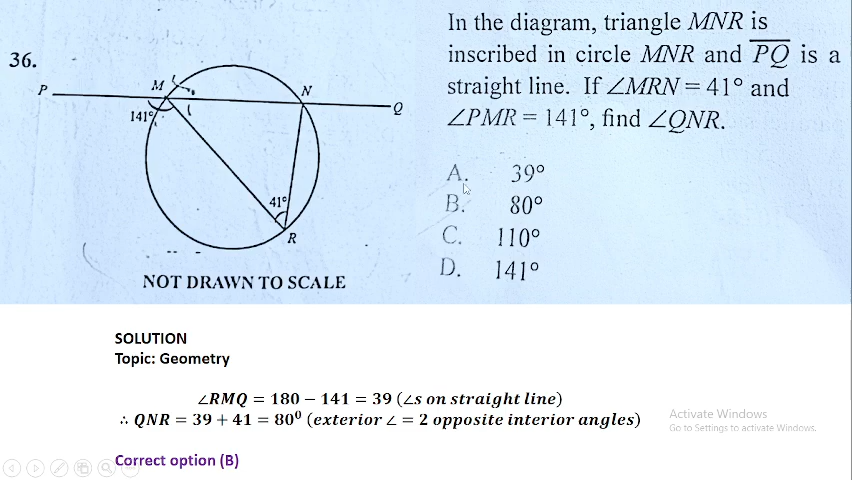 36.
In the diagram, triangle MNR is
inscribed in circle MNR and PQ is a
straight line. If ∠MRN = 41° and
∠PMR = 141°, find ∠QNR.
P
M
N
Q
141°
41°
R
NOT DRAWN TO SCALE
A. 39°
B. 80°
C. 110°
D. 141°
SOLUTION
Topic: Geometry
∠RMQ = 180 − 141 = 39 (∠s on straight line)
∴ QNR = 39 + 41 = 80⁰ (exterior ∠ = 2 opposite interior angles)
Correct option (B)
Activate Windows
Go to Settings to activate Windows.